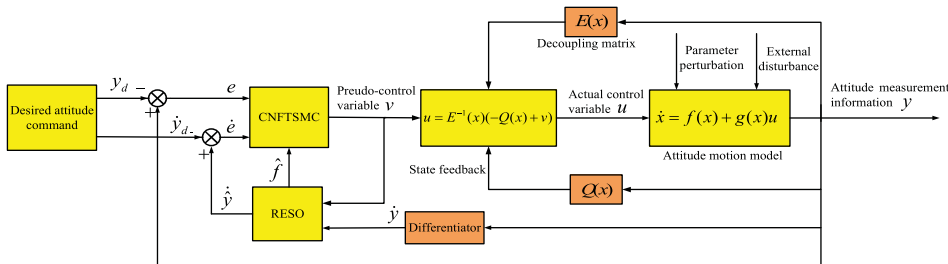 E(x)
Decoupling matrix
Parameter
perturbation
External
disturbance
Desired attitude
command
y_d
-
+
e
ẏ_d
-
+
ė
CNFTSMC
Preudo-control
variable v
u = E⁻¹(x)(-Q(x)+v)
Actual control
variable u
ẋ = f(x) + g(x)u
Attitude motion model
Attitude measurement
information y
State feedback
f̂
ŷ̇
RESO
ẏ
Differentiator
Q(x)